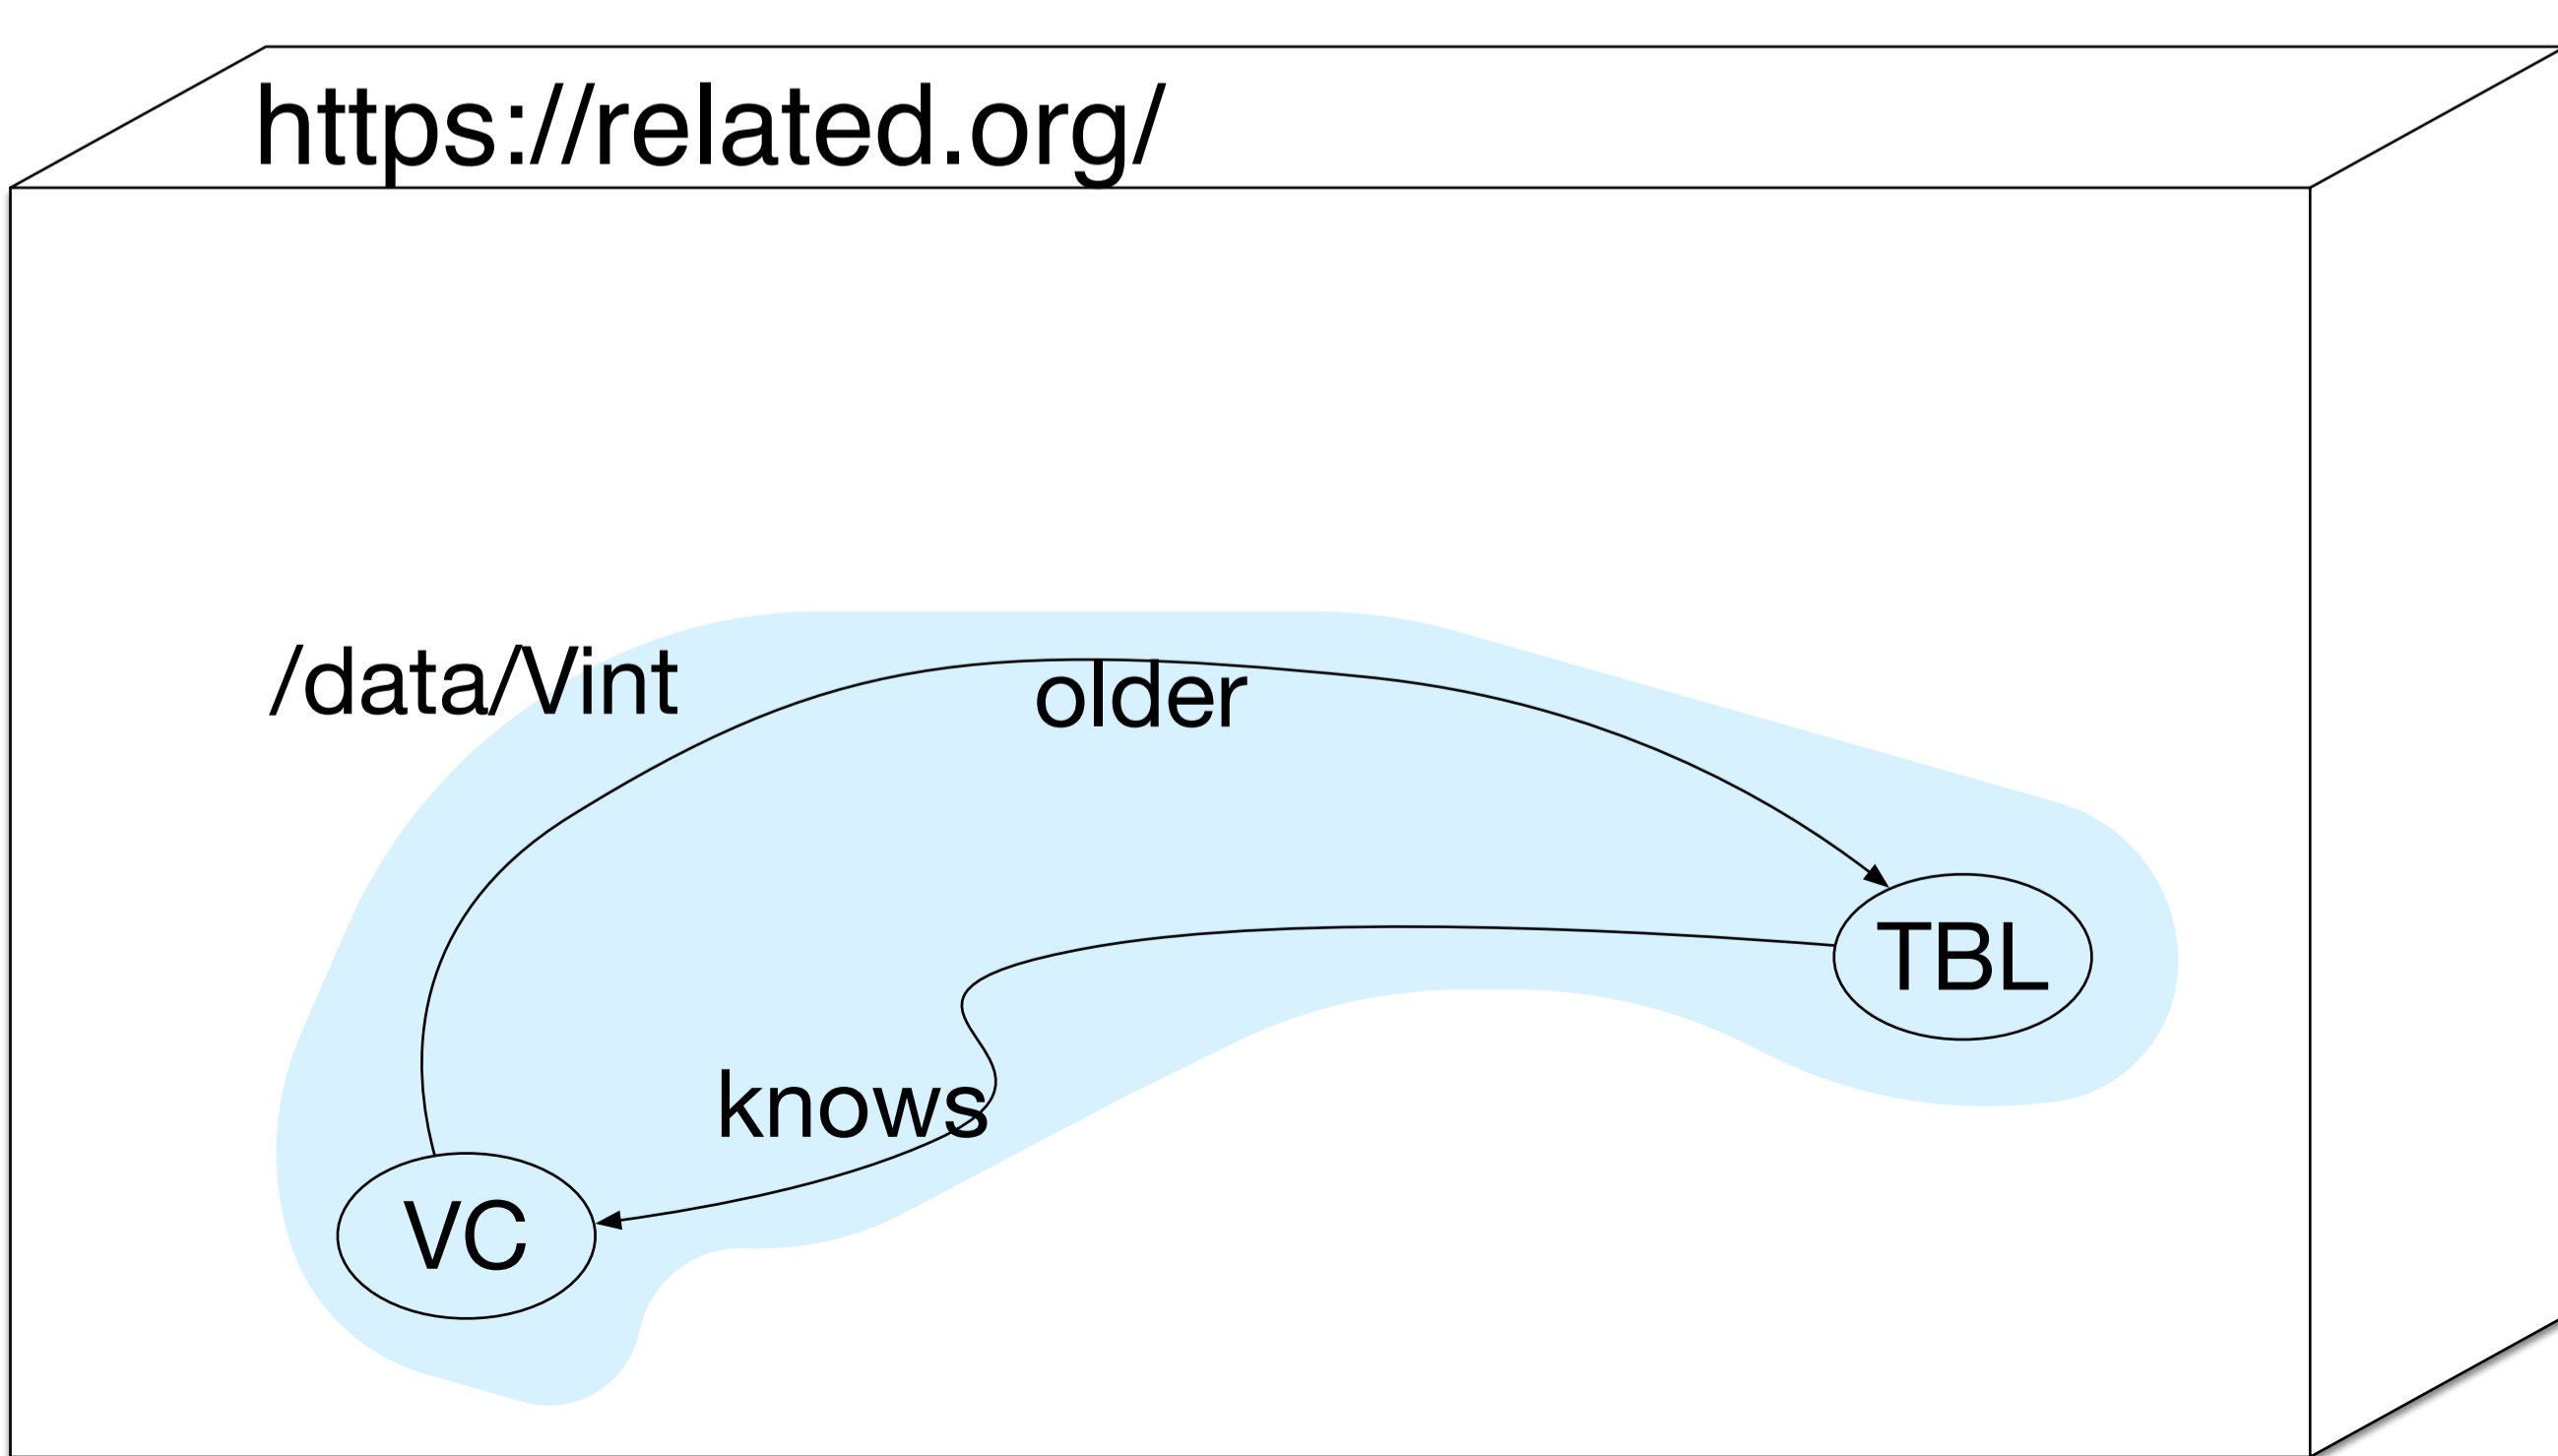 https://related.org/
/data/Vint
older
TBL
knows
VC